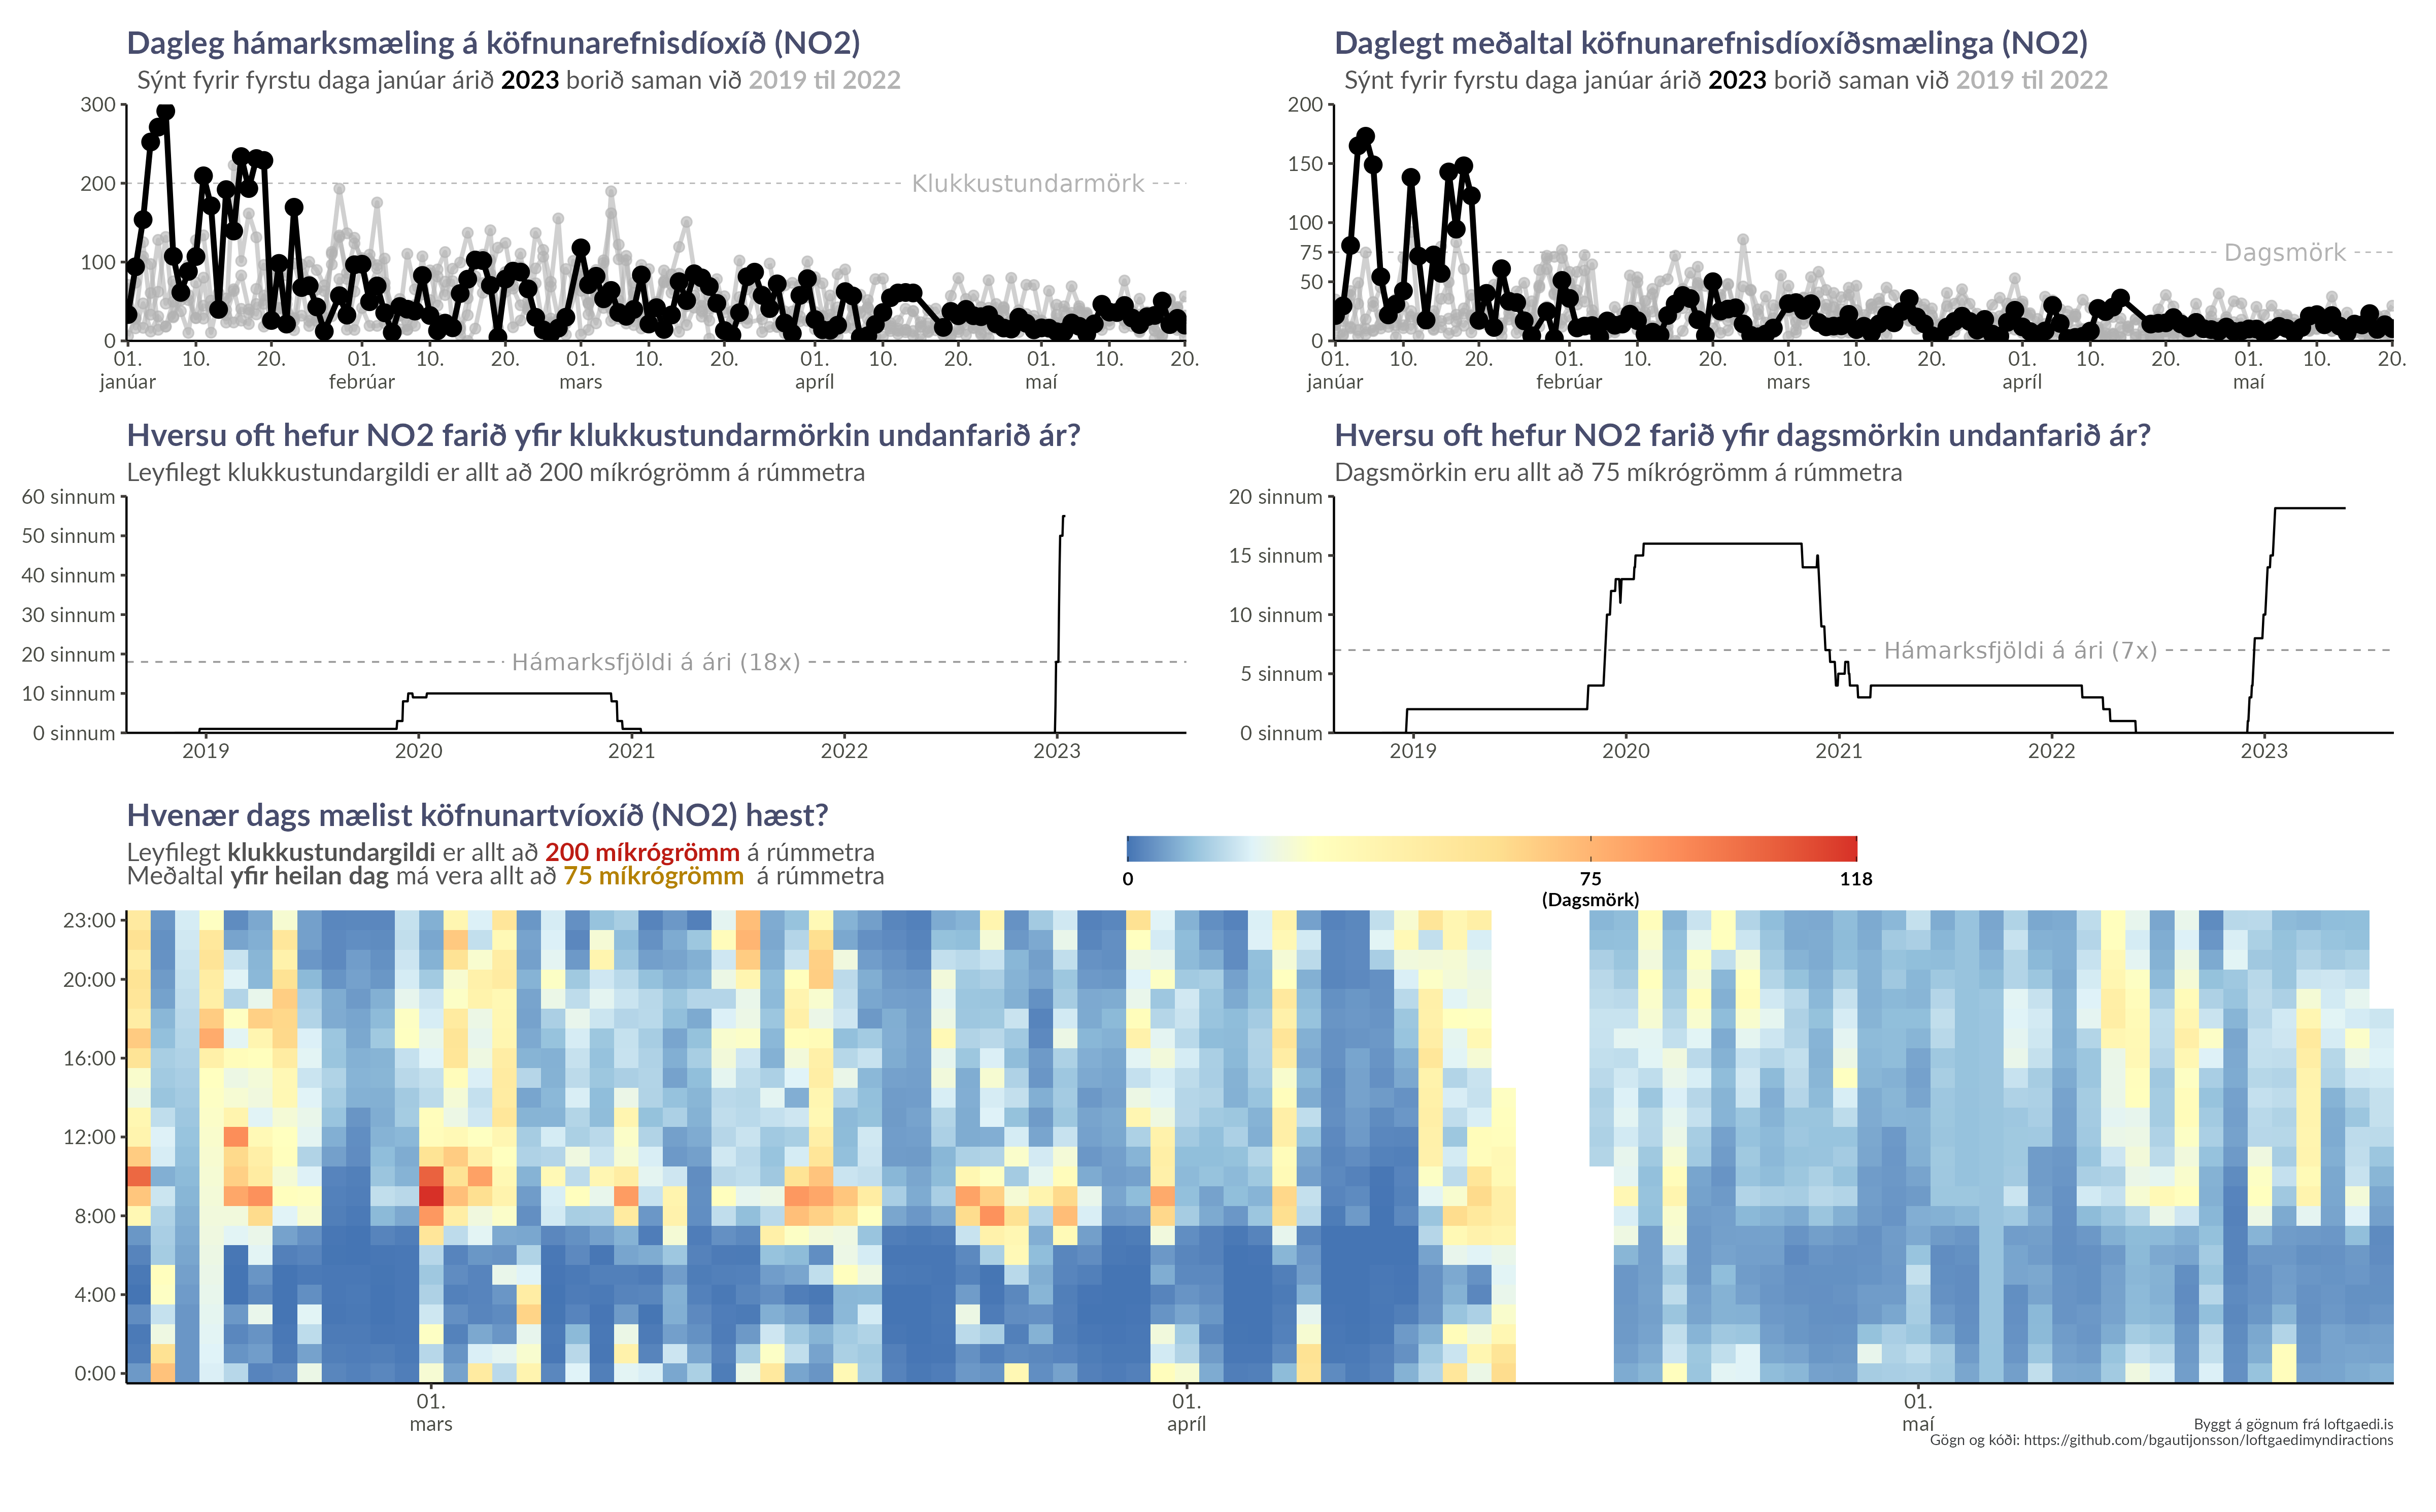 Dagleg hámarksmæling á köfnunarefnisdíoxíð (NO2)
Sýnt fyrir fyrstu daga janúar árið 2023 borið saman við 2019 til 2022
300
200
100
0
Klukkustundarmörk
01. 10. 20. 01. 10. 20. 01. 10. 20. 01. 10. 20. 01. 10. 20.
janúar febrúar mars apríl maí
Daglegt meðaltal köfnunarefnisdíoxíðsmælinga (NO2)
Sýnt fyrir fyrstu daga janúar árið 2023 borið saman við 2019 til 2022
200
150
100
75
50
0
Dagsmörk
01. 10. 20. 01. 10. 20. 01. 10. 20. 01. 10. 20. 01. 10. 20.
janúar febrúar mars apríl maí
Hversu oft hefur NO2 farið yfir klukkustundarmörkin undanfarið ár?
Leyfilegt klukkustundargildi er allt að 200 míkrógrömm á rúmmetra
60 sinnum
50 sinnum
40 sinnum
30 sinnum
20 sinnum
10 sinnum
0 sinnum
Hámarksfjöldi á ári (18x)
2019 2020 2021 2022 2023
Hversu oft hefur NO2 farið yfir dagsmörkin undanfarið ár?
Dagsmörkin eru allt að 75 míkrógrömm á rúmmetra
20 sinnum
15 sinnum
10 sinnum
5 sinnum
0 sinnum
Hámarksfjöldi á ári (7x)
2019 2020 2021 2022 2023
Hvenær dags mælist köfnunartvíoxíð (NO2) hæst?
Leyfilegt klukkustundargildi er allt að 200 míkrógrömm á rúmmetra
Meðaltal yfir heilan dag má vera allt að 75 míkrógrömm á rúmmetra
0 75 118
(Dagsmörk)
23:00
20:00
16:00
12:00
8:00
4:00
0:00
01. 01. 01.
mars apríl maí
Byggt á gögnum frá loftgaedi.is
Gögn og kóði: https://github.com/bgautijonsson/loftgaedimyndiractions